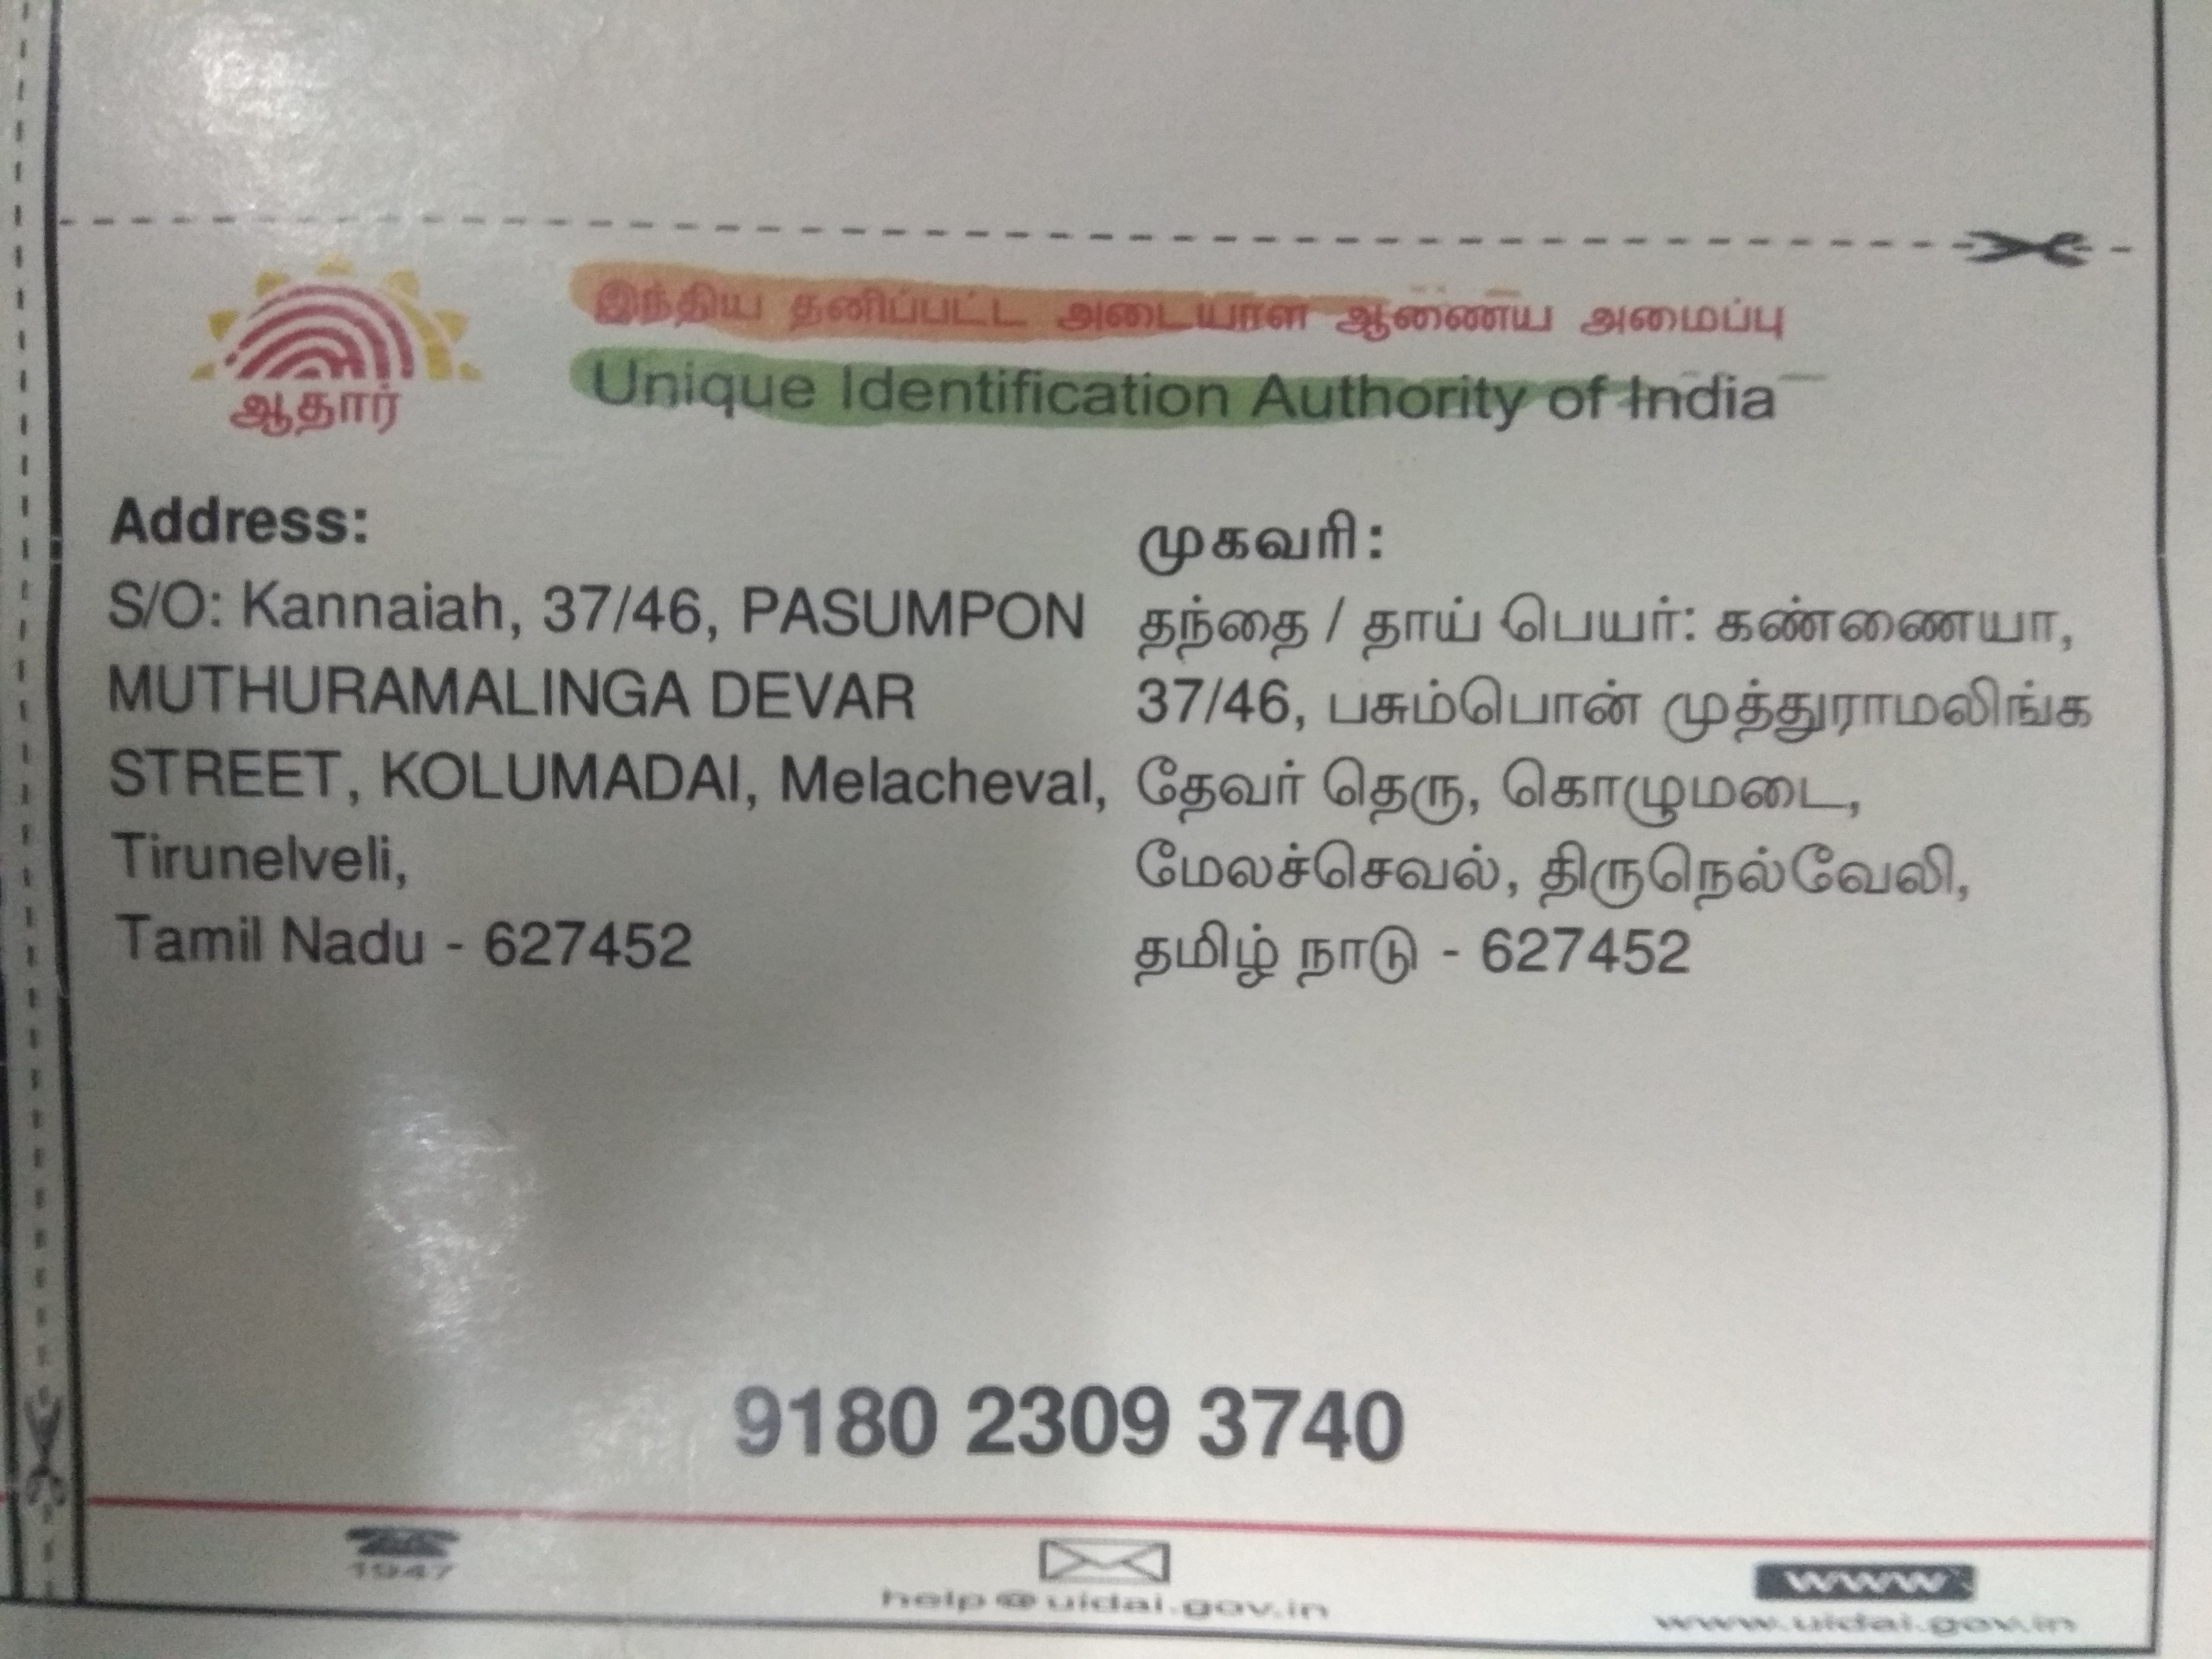 இந்திய தனிப்பட்ட அடையாள ஆணைய அமைப்பு
Unique Identification Authority of India
ஆதார்
Address:
S/O: Kannaiah, 37/46, PASUMPON
MUTHURAMALINGA DEVAR
STREET, KOLUMADAI, Melacheval,
Tirunelveli,
Tamil Nadu - 627452
முகவரி:
தந்தை / தாய் பெயர்: கண்ணையா,
37/46, பசும்பொன் முத்துராமலிங்க
தேவர் தெரு, கொழுமடை,
மேலச்செவல், திருநெல்வேலி,
தமிழ் நாடு - 627452
9180 2309 3740
1947
help@uidai.gov.in
WWW
www.uidai.gov.in